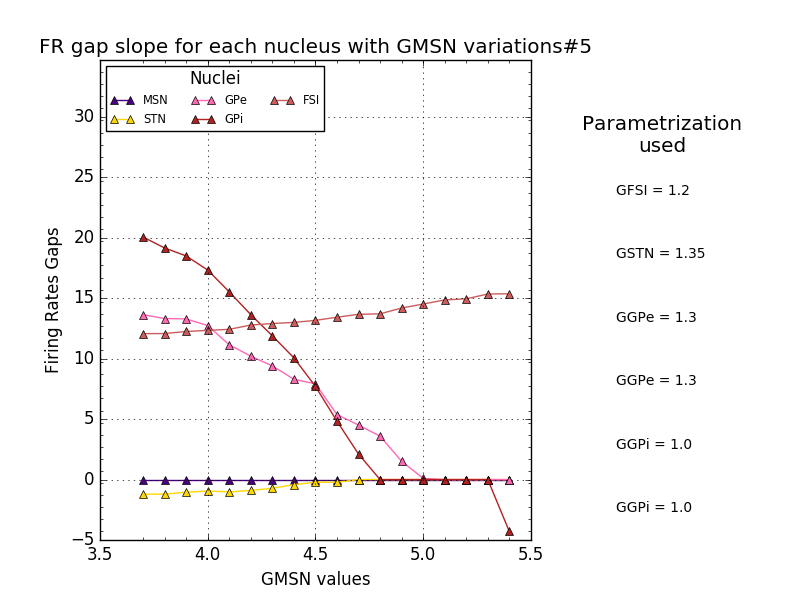 FR gap slope for each nucleus with GMSN variations#5
Nuclei
MSN
STN
GPe
GPi
FSI
Firing Rates Gaps
30
25
20
15
10
5
0
−5
3.5
4.0
4.5
5.0
5.5
GMSN values
Parametrization
used
GFSI = 1.2
GSTN = 1.35
GGPe = 1.3
GGPe = 1.3
GGPi = 1.0
GGPi = 1.0